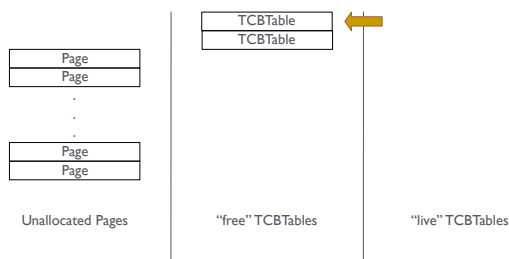 TCBTable
TCBTable
Page
Page
.
.
.
Page
Page
Unallocated Pages
“free” TCBTables
“live” TCBTables